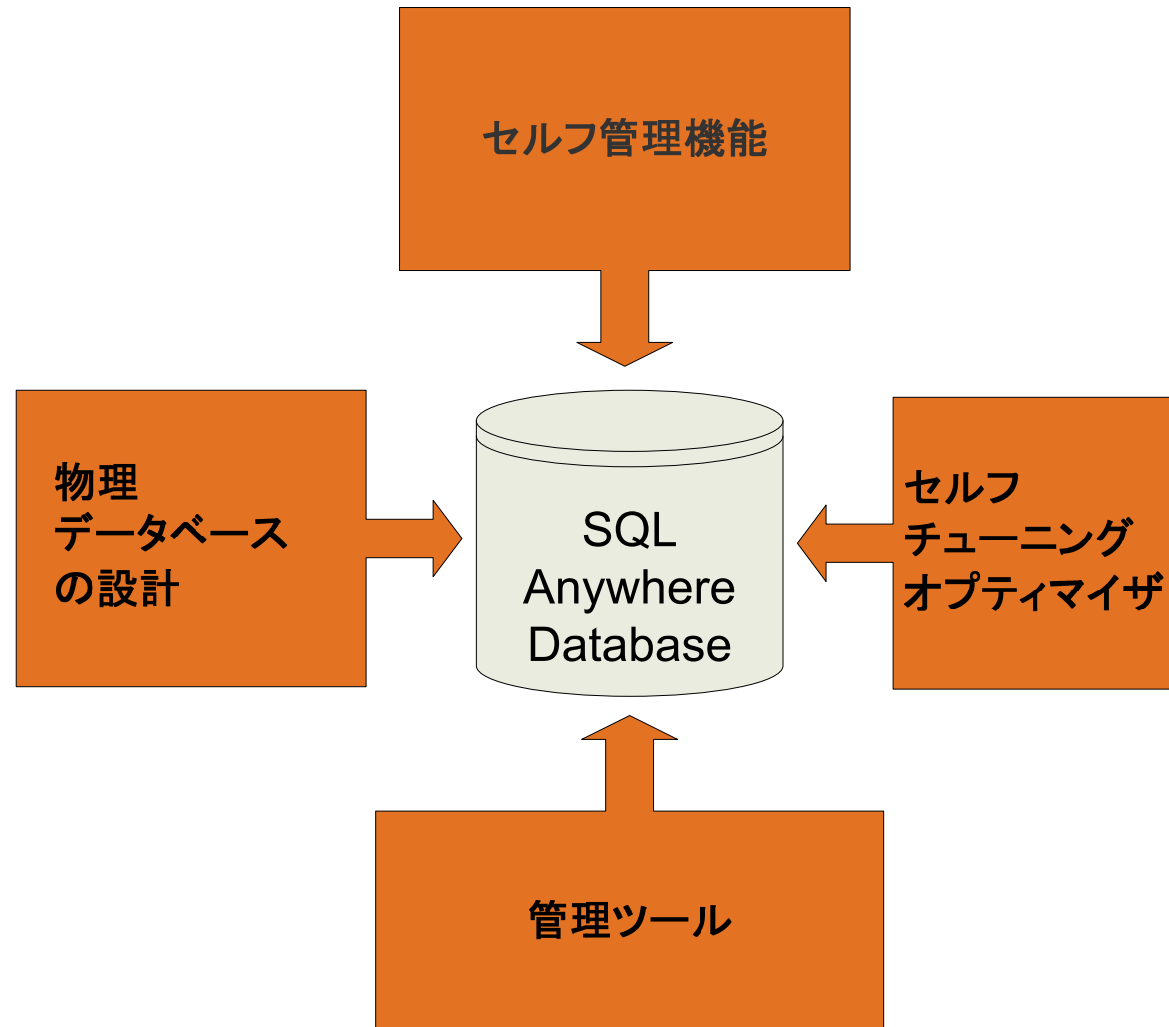 セルフ管理機能
物理
データベース
の設計
SQL
Anywhere
Database
セルフ
チューニング
オプティマイザ
管理ツール